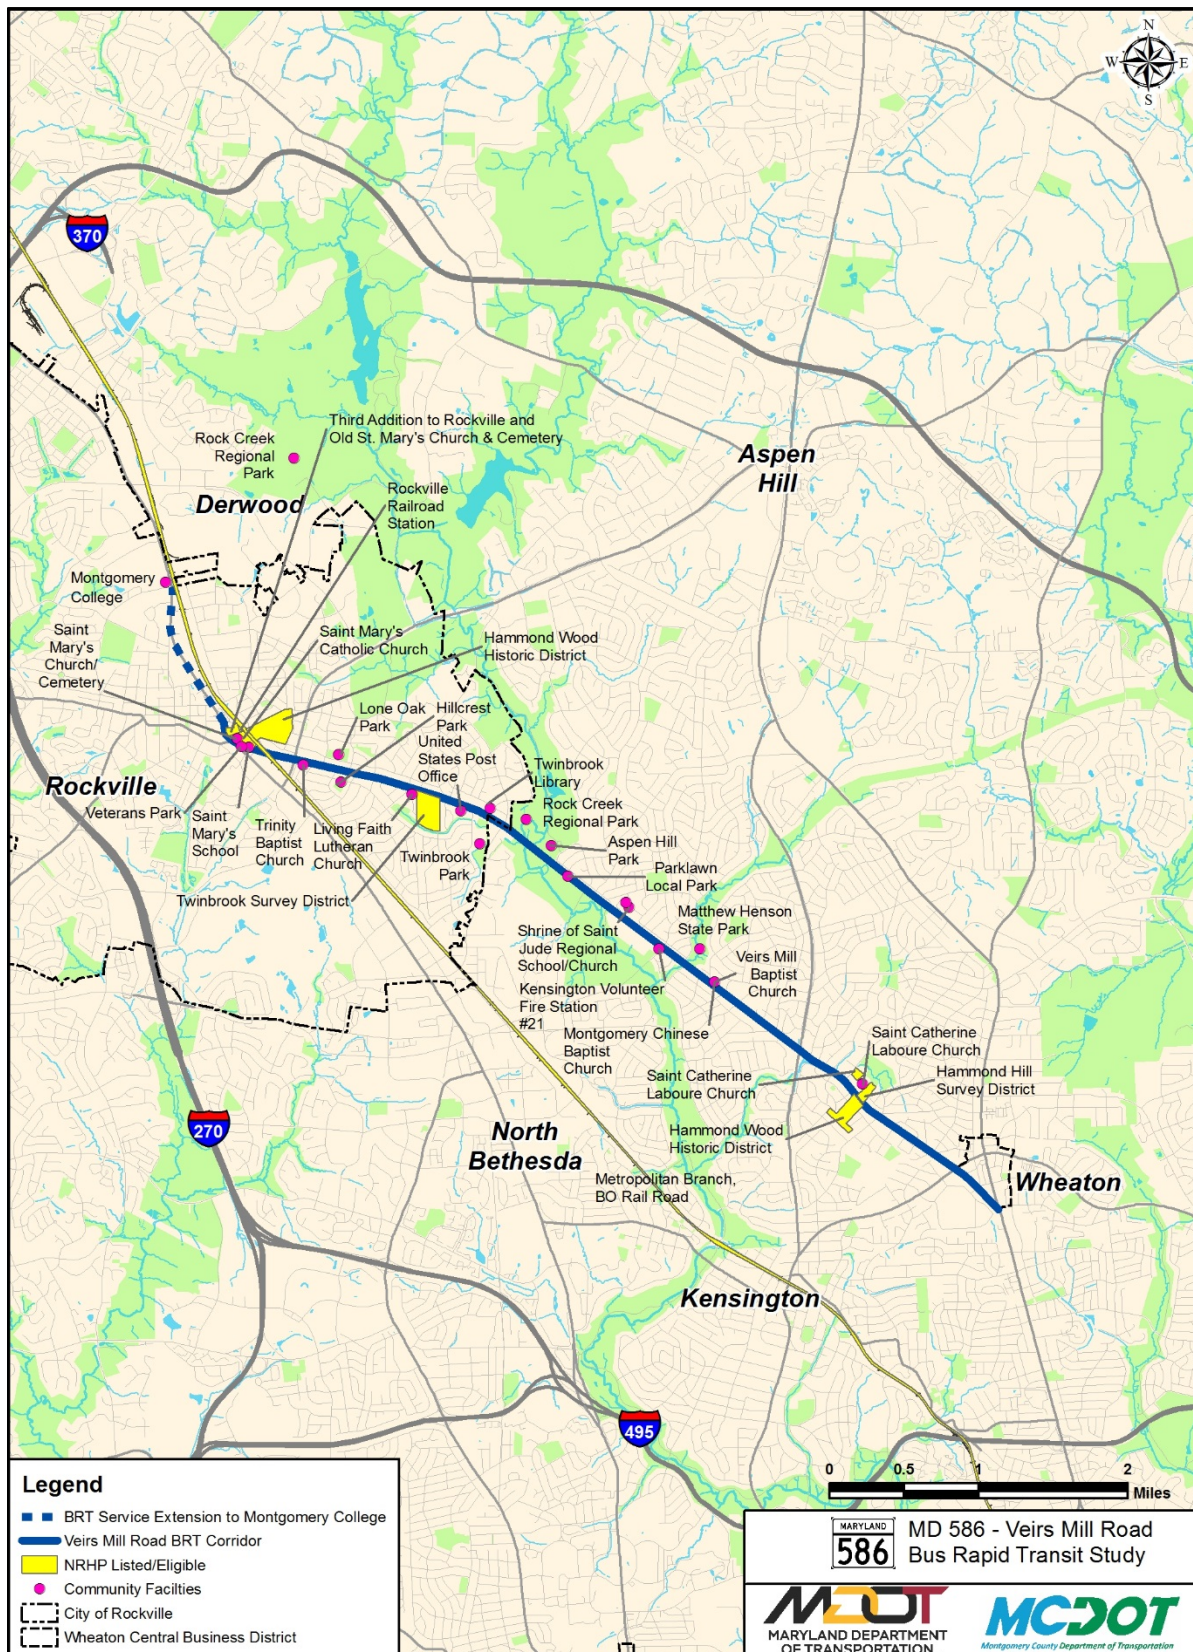 N
W
E
S
370
Third Addition to Rockville and
Old St. Mary's Church & Cemetery
Rock Creek
Regional
Park
Derwood
Aspen
Hill
Rockville
Railroad
Station
Montgomery
College
Saint
Mary's
Church/
Cemetery
Saint Mary's
Catholic Church
Hammond Wood
Historic District
Lone Oak
Park
Hillcrest
Park
United
States Post
Office
Twinbrook
Library
Rockville
Veterans Park
Saint
Mary's
School
Trinity
Baptist
Church
Living Faith
Lutheran
Church
Twinbrook
Park
Rock Creek
Regional Park
Aspen Hill
Park
Parklawn
Local Park
Twinbrook Survey District
Shrine of Saint
Jude Regional
School/Church
Matthew Henson
State Park
Kensington Volunteer
Fire Station
#21
Veirs Mill
Baptist
Church
Montgomery Chinese
Baptist
Church
Saint Catherine
Laboure Church
Saint Catherine
Laboure Church
Hammond Hill
Survey District
Hammond Wood
Historic District
270
North
Bethesda
Metropolitan Branch,
BO Rail Road
Wheaton
Kensington
495
0 0.5 1 2
Miles
Legend
BRT Service Extension to Montgomery College
Veirs Mill Road BRT Corridor
NRHP Listed/Eligible
Community Facilties
City of Rockville
Wheaton Central Business District
MARYLAND
586
MD 586 - Veirs Mill Road
Bus Rapid Transit Study
MDOT
MARYLAND DEPARTMENT
OF TRANSPORTATION
MCDOT
Montgomery County Department of Transportation